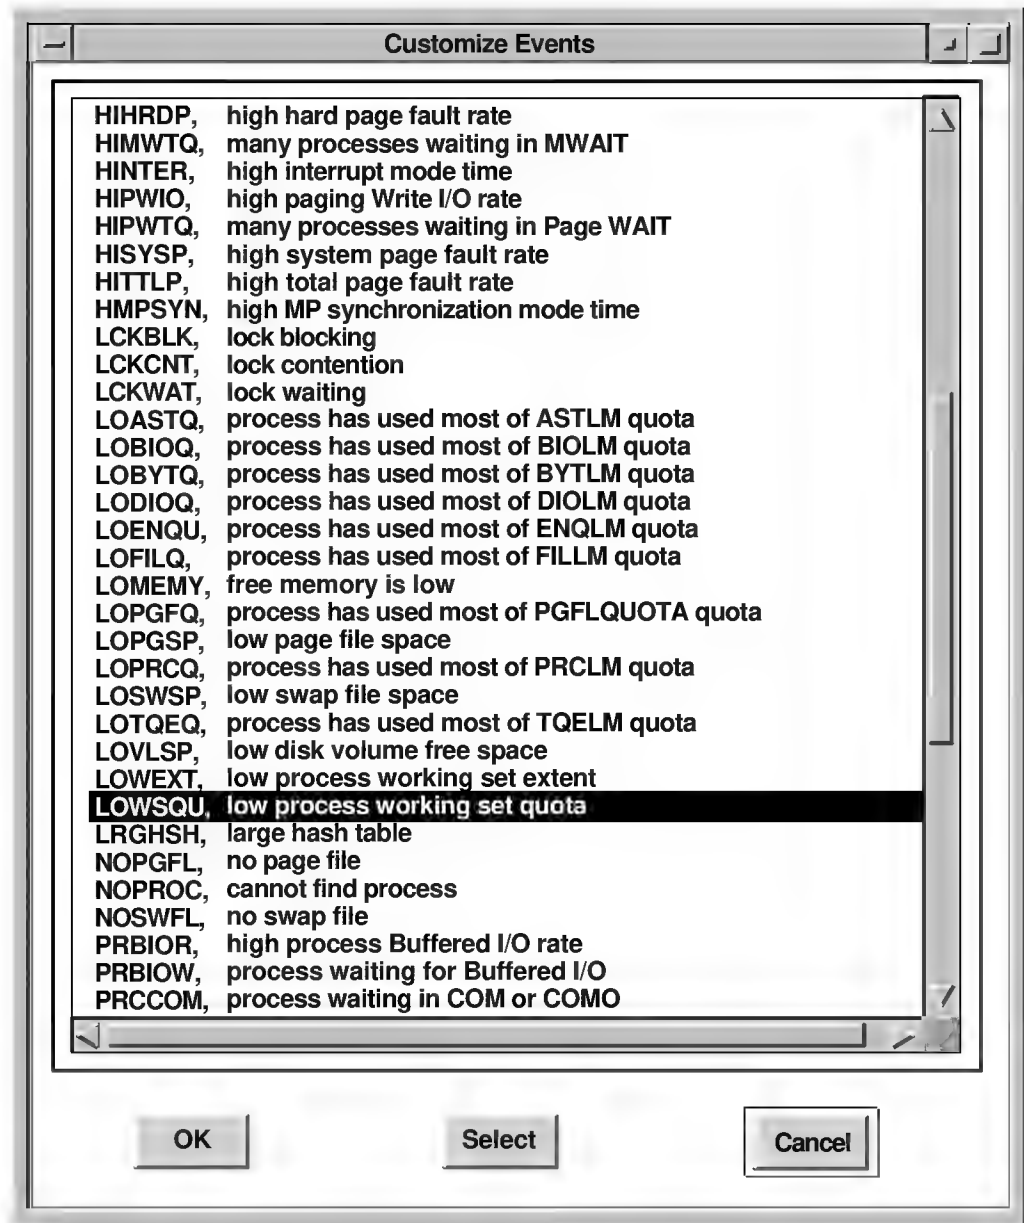 Customize Events
HIHRDP, high hard page fault rate
HIMWTQ, many processes waiting in MWAIT
HINTER, high interrupt mode time
HIPWIO, high paging Write I/O rate
HIPWTQ, many processes waiting in Page WAIT
HISYSP, high system page fault rate
HITTLP, high total page fault rate
HMPSYN, high MP synchronization mode time
LCKBLK, lock blocking
LCKCNT, lock contention
LCKWAT, lock waiting
LOASTQ, process has used most of ASTLM quota
LOBIOQ, process has used most of BIOLM quota
LOBYTQ, process has used most of BYTLM quota
LODIOQ, process has used most of DIOLM quota
LOENQU, process has used most of ENQLM quota
LOFILQ, process has used most of FILLM quota
LOMEMY, free memory is low
LOPGFQ, process has used most of PGFLQUOTA quota
LOPGSP, low page file space
LOPRCQ, process has used most of PRCLM quota
LOSWSP, low swap file space
LOTQEQ, process has used most of TQELM quota
LOVLSP, low disk volume free space
LOWEXT, low process working set extent
LOWSQU, low process working set quota
LRGHSH, large hash table
NOPGFL, no page file
NOPROC, cannot find process
NOSWFL, no swap file
PRBIOR, high process Buffered I/O rate
PRBIOW, process waiting for Buffered I/O
PRCCOM, process waiting in COM or COMO
OK Select Cancel